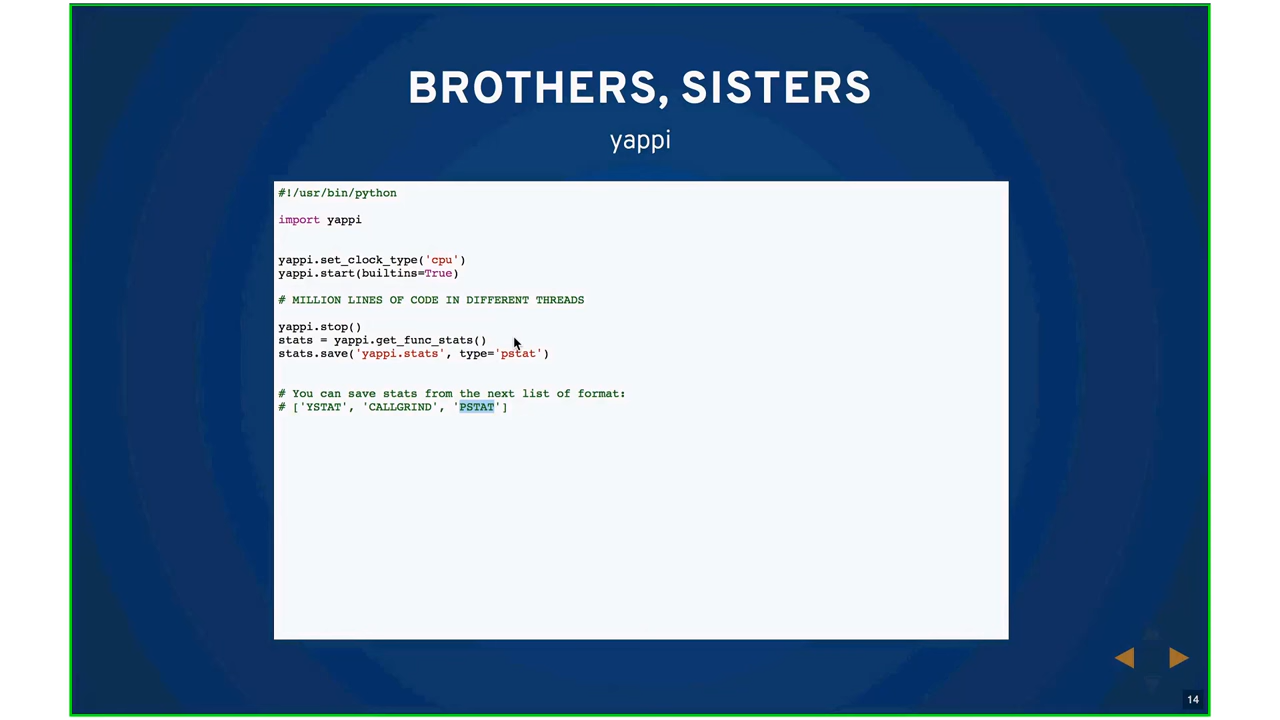 BROTHERS, SISTERS
yappi
#!/usr/bin/python
import yappi
yappi.set_clock_type('cpu')
yappi.start(builtins=True)
# MILLION LINES OF CODE IN DIFFERENT THREADS
yappi.stop()
stats = yappi.get_func_stats()
stats.save('yappi.stats', type='pstat')
# You can save stats from the next list of format:
# ['YSTAT', 'CALLGRIND', 'PSTAT']
14